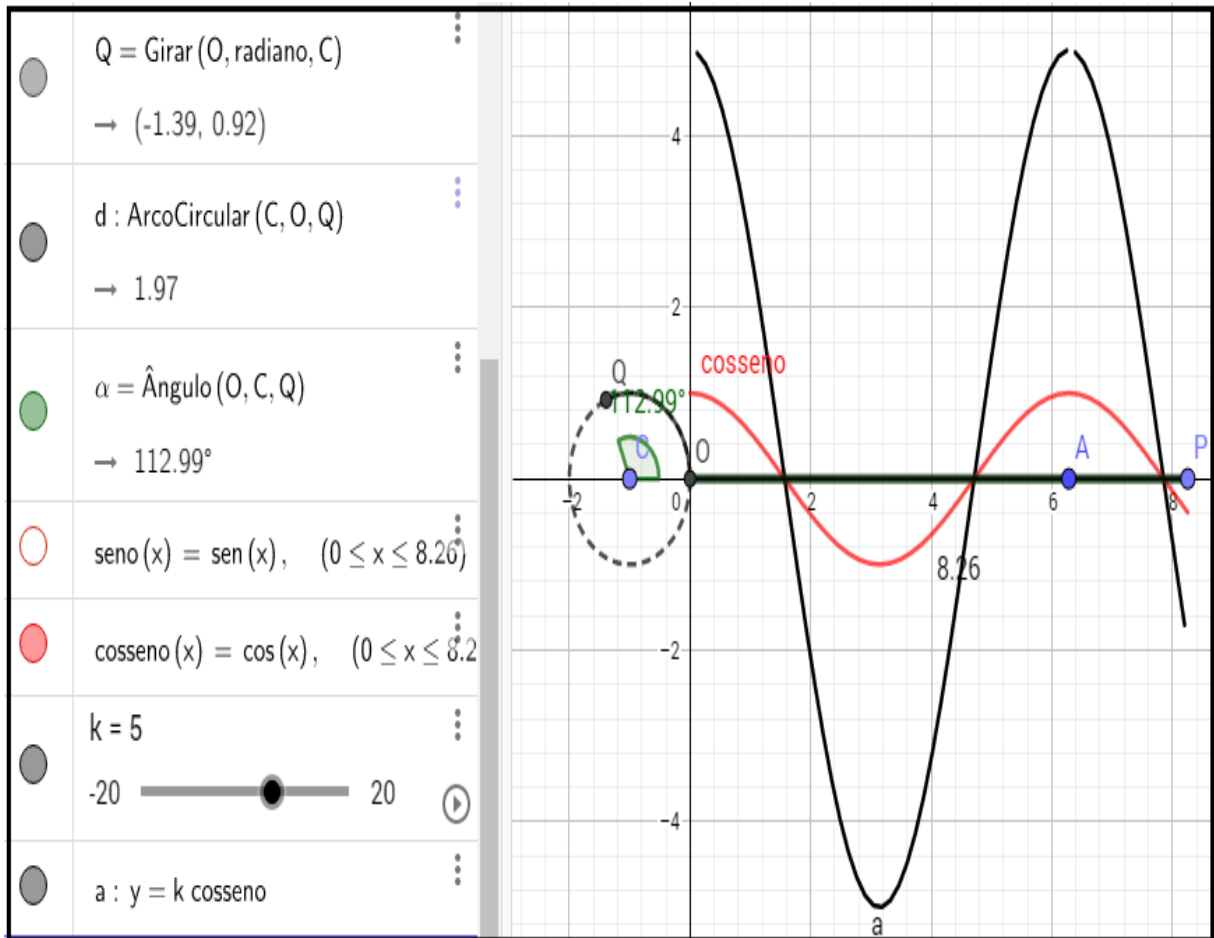 Q = Girar (O, radiano, C)
→ (-1.39, 0.92)
d : ArcoCircular (C, O, Q)
→ 1.97
α = Ângulo (O, C, Q)
→ 112.99°
seno (x) = sen (x) , (0 ≤ x ≤ 8.26)
cosseno (x) = cos (x) , (0 ≤ x ≤ 8.2
k = 5
-20 20
a : y = k cosseno
4
2
cosseno
Q
112.99°
C O A P
−2 0 2 4 6 8
8.26
−2
−4
a